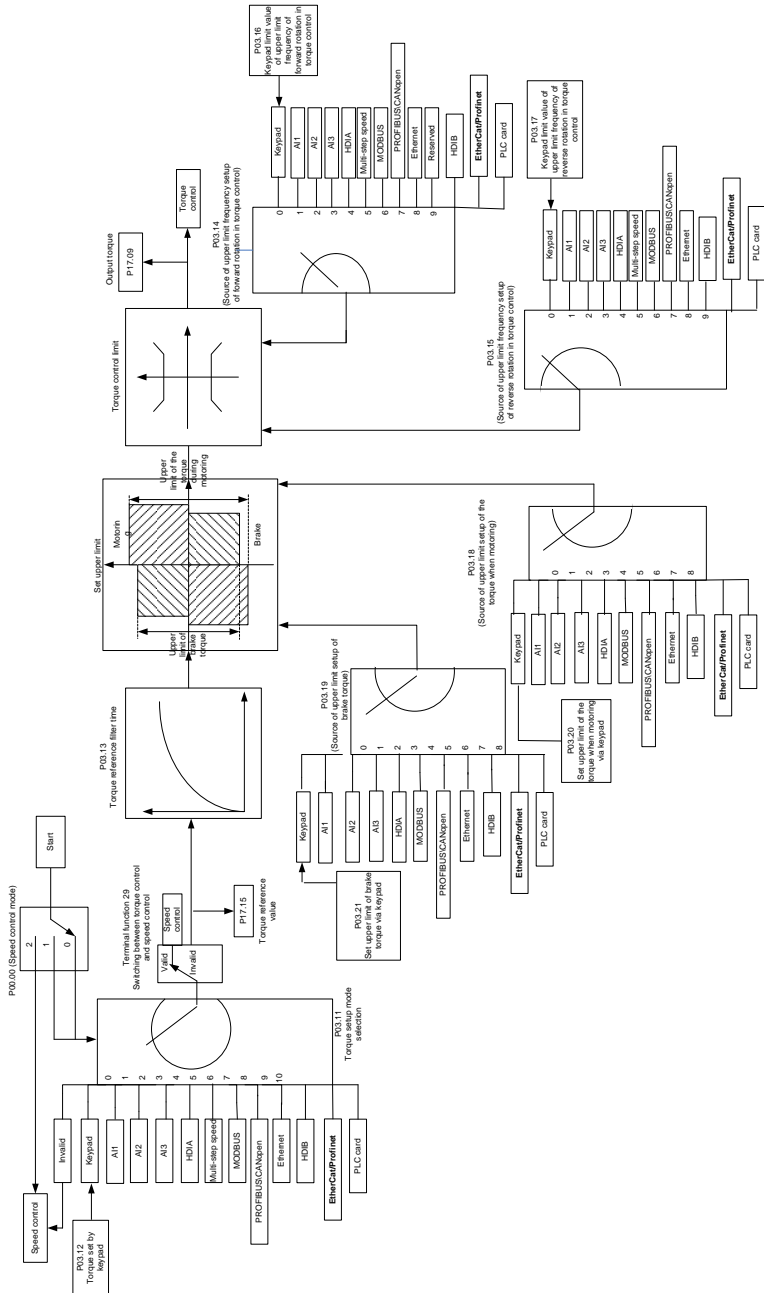 P00.00 (Speed control mode)
2
1
0
Start
Speed control
P03.12
Torque set by
keypad
Invalid
Keypad
AI1
AI2
AI3
HDIA
Multi-step speed
MODBUS
PROFIBUS\CANopen
Ethernet
HDIB
EtherCat/Profinet
PLC card
0
1
2
3
4
5
6
7
8
9
10
P03.11
Torque setup mode
selection
Terminal function 29
Switching between torque control
and speed control
Valid
Invalid
Speed
control
P17.15
Torque reference
value
P03.13
Torque reference filter time
Set upper limit
Motorin
g
Brake
Upper
limit of
brake
torque
Upper
limit of the
torque
during
motoring
Torque control limit
Output torque
P17.09
Torque
control
P03.21
Set upper limit of brake
torque via keypad
Keypad
AI1
AI2
AI3
HDIA
MODBUS
PROFIBUS\CANopen
Ethernet
HDIB
EtherCat/Profinet
PLC card
0
1
2
3
4
5
6
7
8
P03.19
(Source of upper limit setup of
brake torque)
P03.20
Set upper limit of the
torque when motoring
via keypad
Keypad
AI1
AI2
AI3
HDIA
MODBUS
PROFIBUS\CANopen
Ethernet
HDIB
EtherCat/Profinet
PLC card
0
1
2
3
4
5
6
7
8
P03.18
(Source of upper limit setup of the
torque when motoring)
P03.14
(Source of upper limit frequency setup
of forward rotation in torque control)
0
1
2
3
4
5
6
7
8
9
Keypad
AI1
AI2
AI3
HDIA
Multi-step speed
MODBUS
PROFIBUS\CANopen
Ethernet
Reserved
HDIB
EtherCat/Profinet
PLC card
P03.16
Keypad limit value
of upper limit
frequency of
forward rotation in
torque control
P03.15
(Source of upper limit frequency setup
of reverse rotation in torque control)
0
1
2
3
4
5
6
7
8
9
Keypad
AI1
AI2
AI3
HDIA
Multi-step speed
MODBUS
PROFIBUS\CANopen
Ethernet
HDIB
EtherCat/Profinet
PLC card
P03.17
Keypad limit value of
upper limit frequency of
reverse rotation in torque
control